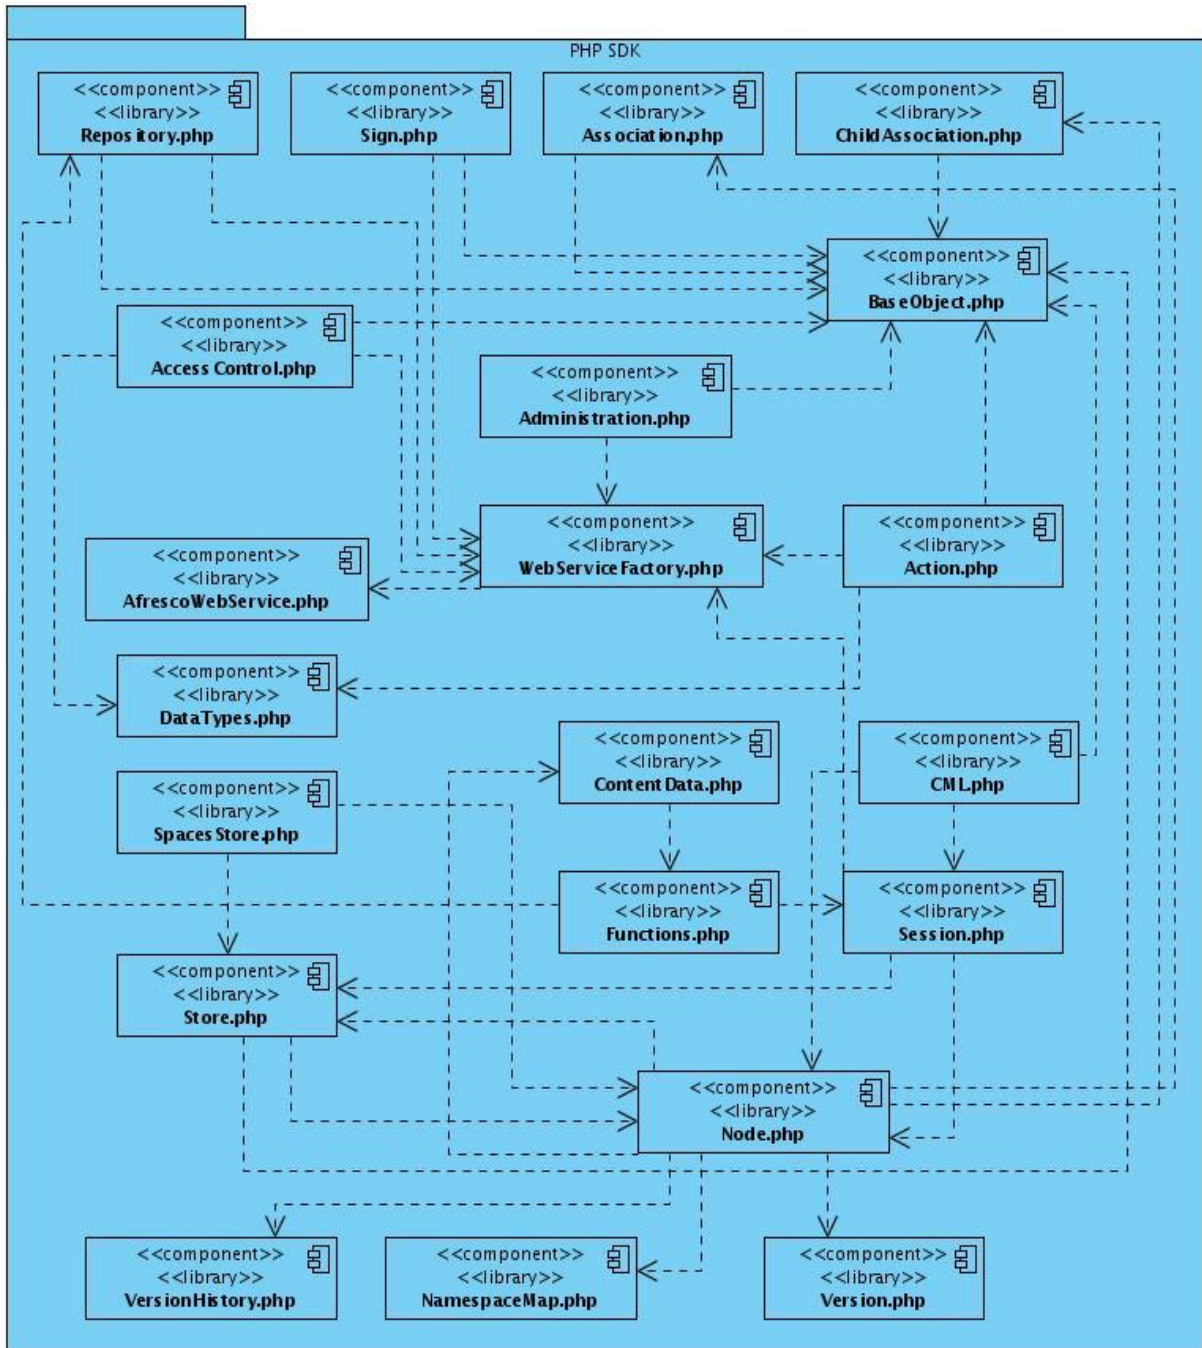 PHP SDK
<<component>>
<<library>>
Repository.php
<<component>>
<<library>>
Sign.php
<<component>>
<<library>>
Association.php
<<component>>
<<library>>
ChildAssociation.php
<<component>>
<<library>>
BaseObject.php
<<component>>
<<library>>
Access Control.php
<<component>>
<<library>>
Administration.php
<<component>>
<<library>>
WebServiceFactory.php
<<component>>
<<library>>
Action.php
<<component>>
<<library>>
AfrescoWebService.php
<<component>>
<<library>>
DataTypes.php
<<component>>
<<library>>
ContentData.php
<<component>>
<<library>>
CML.php
<<component>>
<<library>>
SpacesStore.php
<<component>>
<<library>>
Functions.php
<<component>>
<<library>>
Session.php
<<component>>
<<library>>
Store.php
<<component>>
<<library>>
Node.php
<<component>>
<<library>>
VersionHistory.php
<<component>>
<<library>>
NamespaceMap.php
<<component>>
<<library>>
Version.php